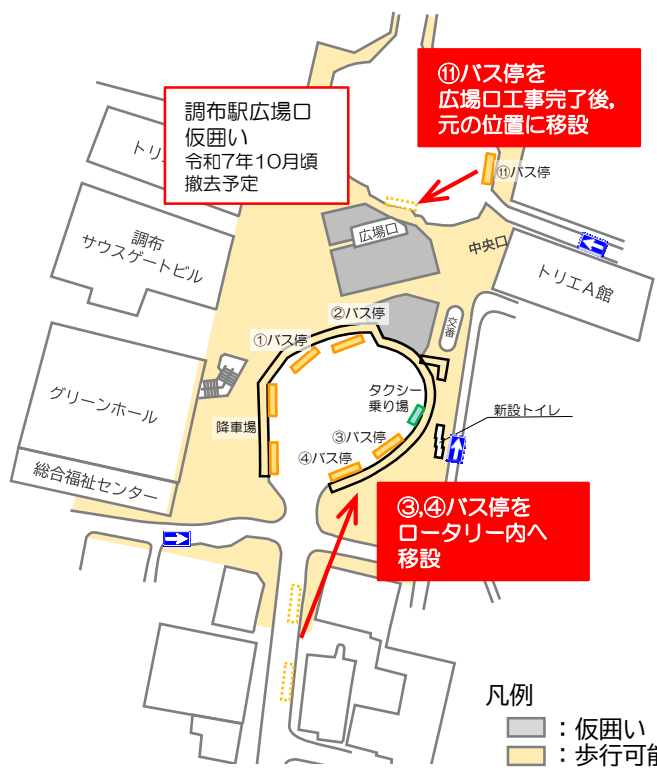 ⑪バス停を
広場口工事完了後,
元の位置に移設
調布駅広場口
仮囲い
令和7年10月頃
撤去予定
トリエ
⑪バス停
広場口
中央口
調布
サウスゲートビル
トリエA館
②バス停
①バス停
交番
タクシー
乗り場
グリーンホール
新設トイレ
降車場
③バス停
④バス停
総合福祉センター
③,④バス停を
ロータリー内へ
移設
凡例
：仮囲い
：歩行可能